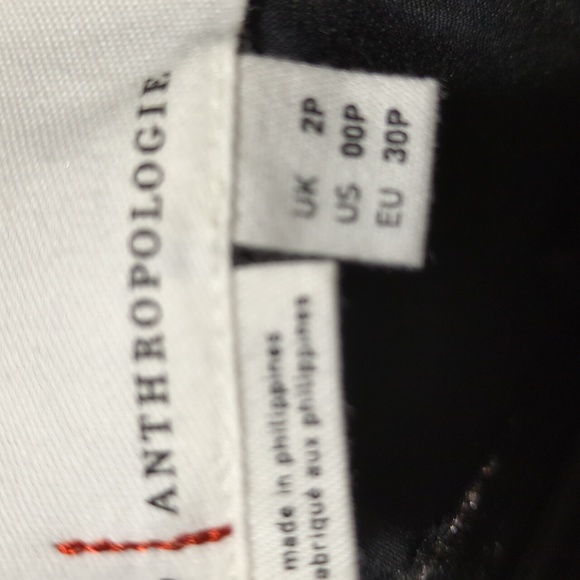 ANTHROPOLOGIE
UK 2P
US 00P
EU 30P
made in philippines
fabriqué aux philippines